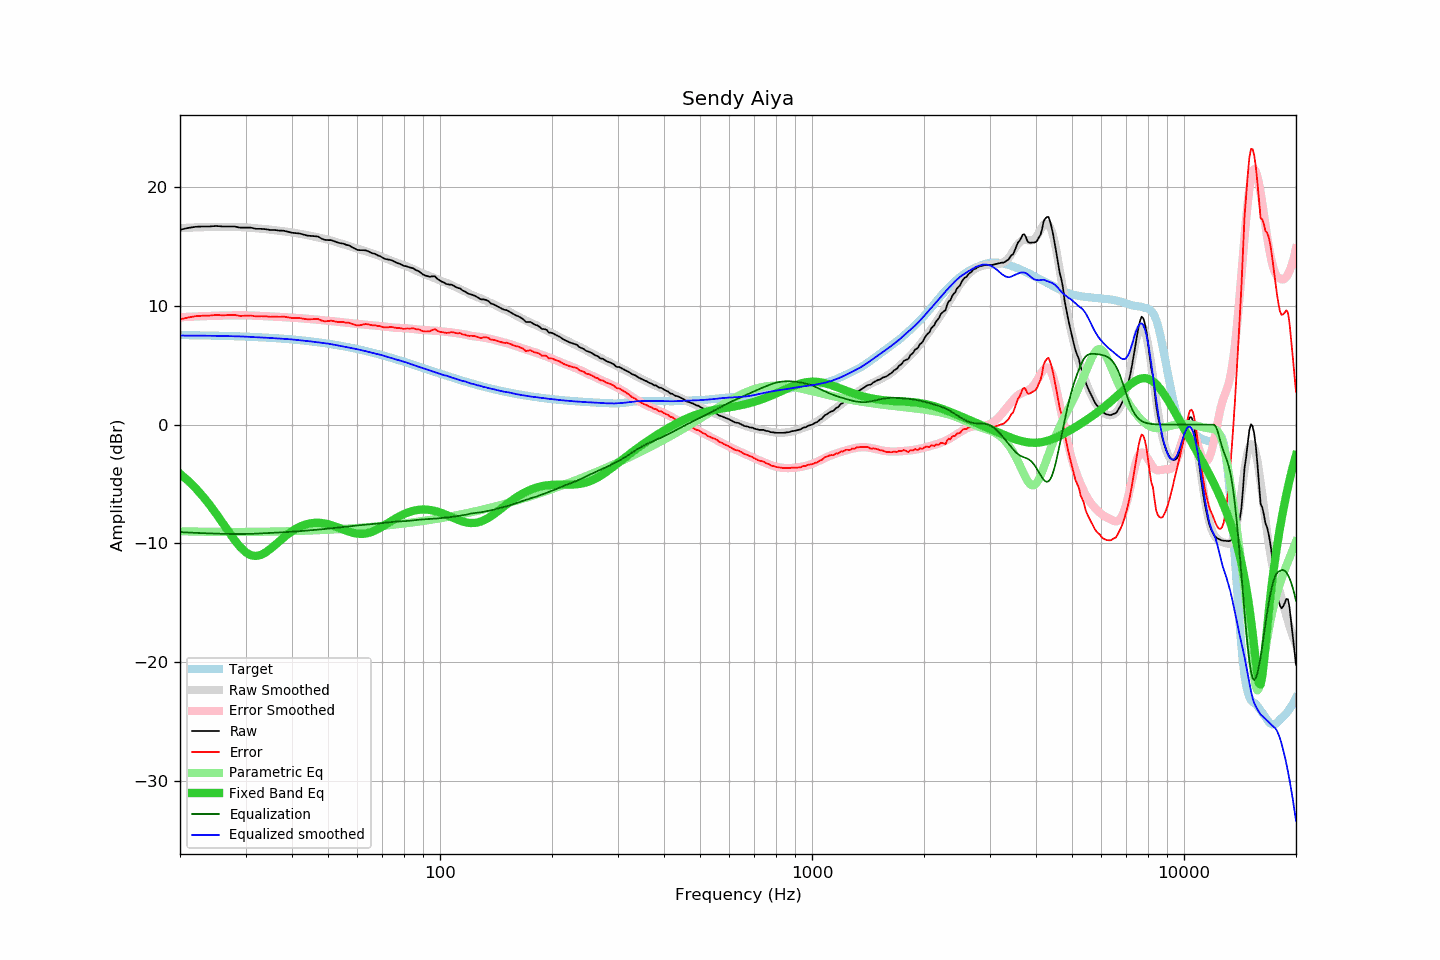 Sendy Aiya
Amplitude (dBr)
20
10
0
−10
−20
−30
Target
Raw Smoothed
Error Smoothed
Raw
Error
Parametric Eq
Fixed Band Eq
Equalization
Equalized smoothed
100
1000
10000
Frequency (Hz)